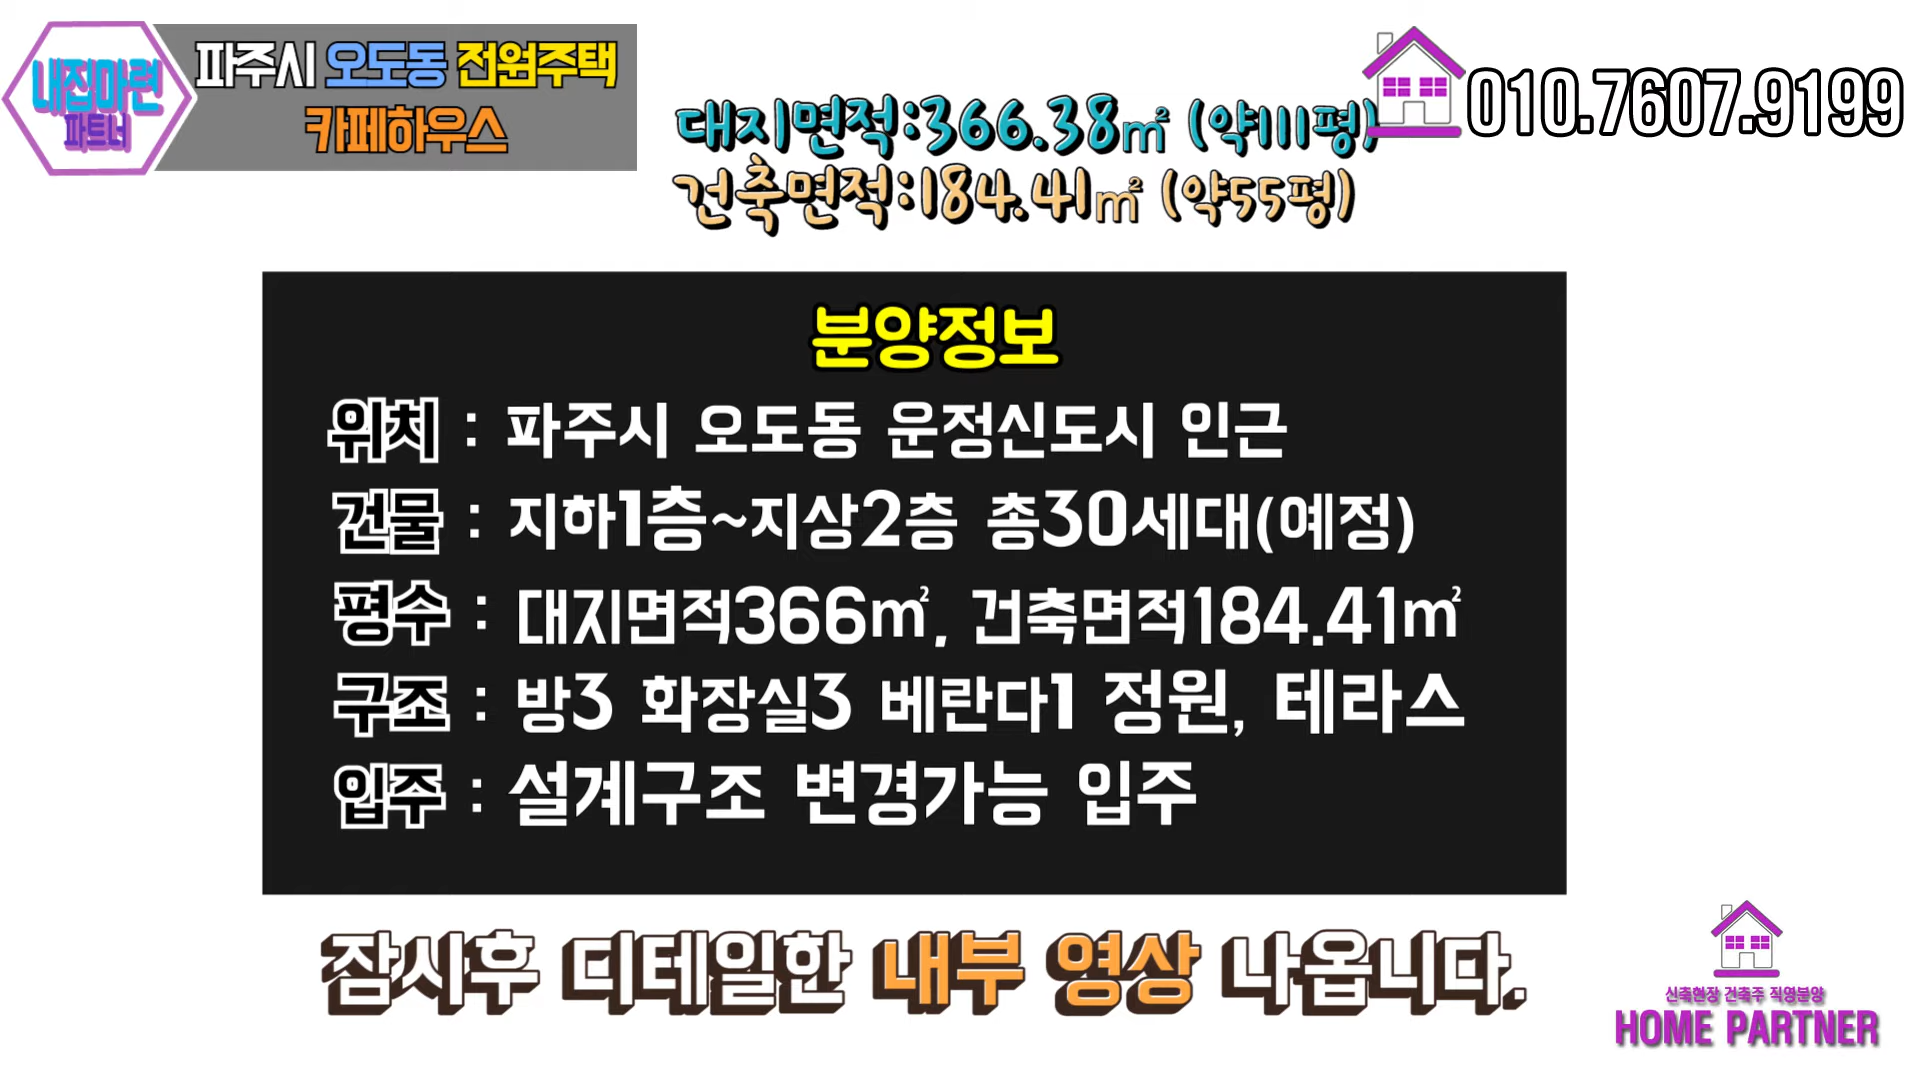 내집마련
파트너
파주시 오도동 전원주택
카페하우스
대지면적:366.38㎡ (약111평)
건축면적:184.41㎡ (약55평)
010.7607.9199
분양정보
위치 : 파주시 오도동 운정신도시 인근
건물 : 지하1층~지상2층 총30세대(예정)
평수 : 대지면적366㎡, 건축면적184.41㎡
구조 : 방3 화장실3 베란다1 정원, 테라스
입주 : 설계구조 변경가능 입주
잠시후 디테일한 내부 영상 나옵니다.
신축현장 건축주 직영분양
HOME PARTNER